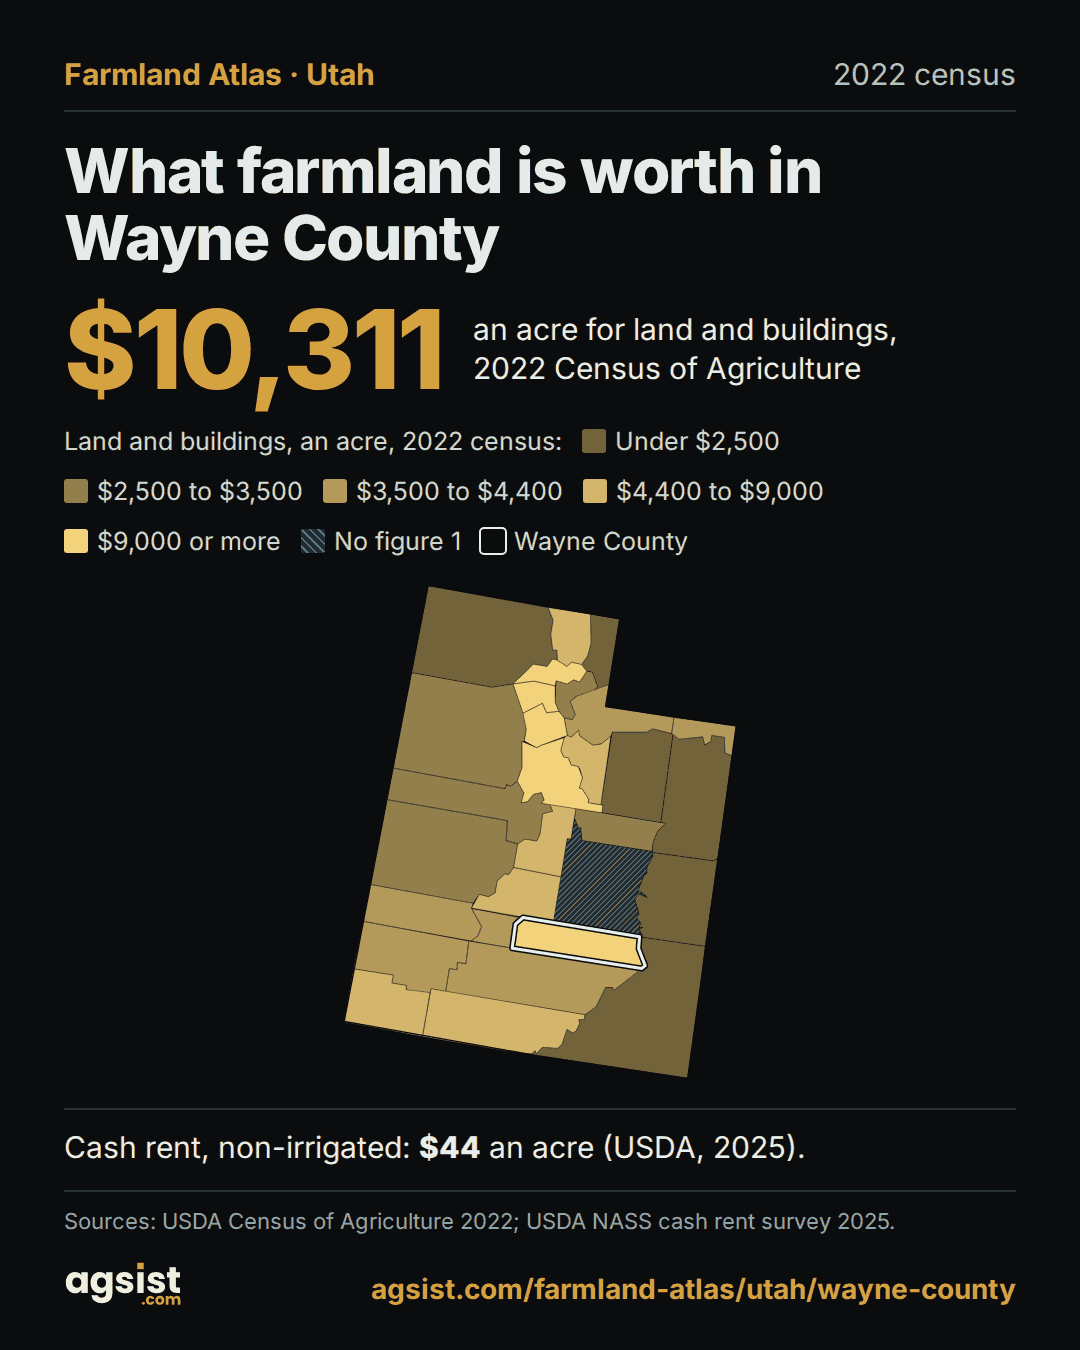 Farmland Atlas · Utah
2022 census
What farmland is worth in
Wayne County
$10,311
an acre for land and buildings,
2022 Census of Agriculture
Land and buildings, an acre, 2022 census: Under $2,500
$2,500 to $3,500 $3,500 to $4,400 $4,400 to $9,000
$9,000 or more No figure 1 Wayne County
Cash rent, non-irrigated: $44 an acre (USDA, 2025).
Sources: USDA Census of Agriculture 2022; USDA NASS cash rent survey 2025.
agsist
.com
agsist.com/farmland-atlas/utah/wayne-county